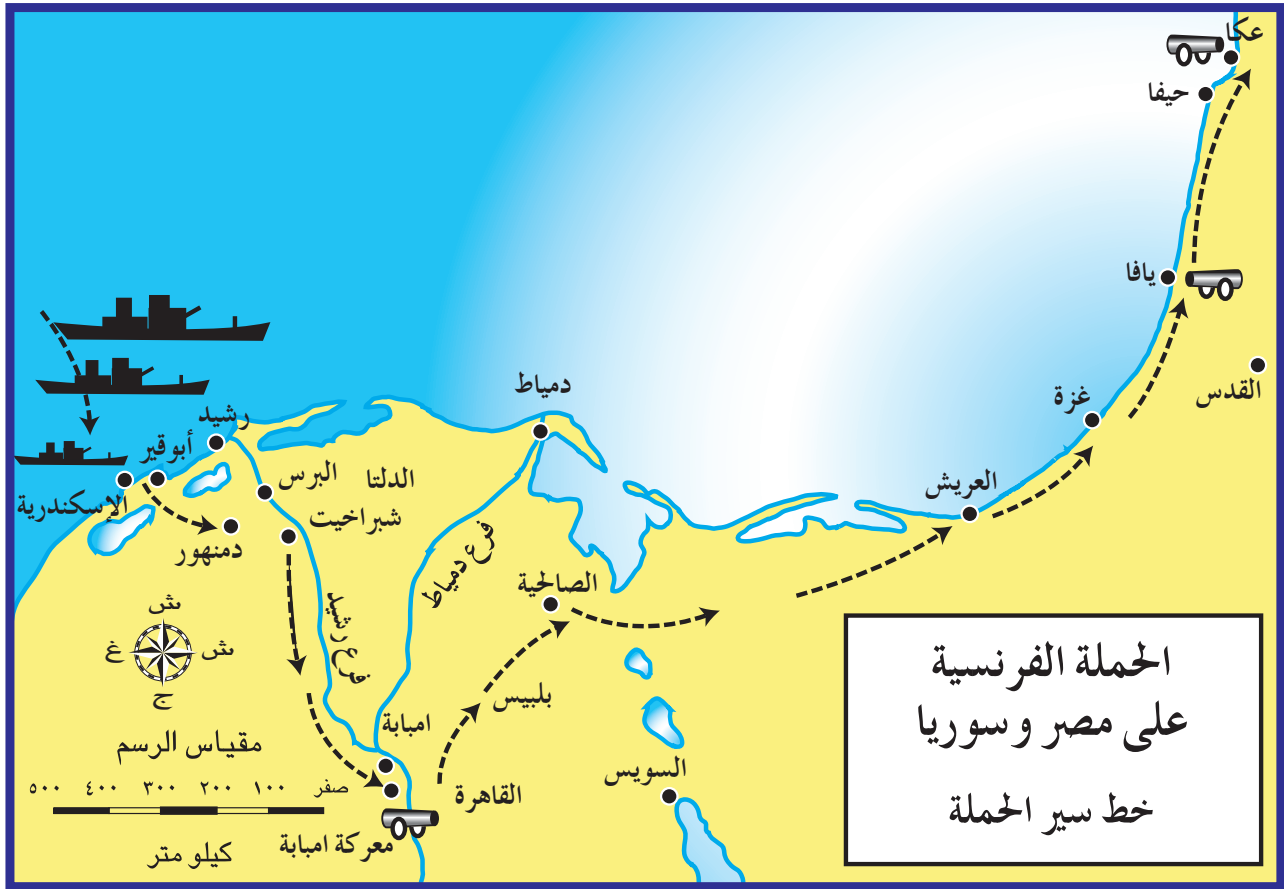 عكا
حيفا
يافا
القدس
غزة
العريش
دمياط
رشيد
أبوقير
الإسكندرية
البرس
الدلتا
شبراخيت
دمنهور
فرع دمياط
فرع رشيد
الصالحية
بلبيس
امبابة
القاهرة
السويس
معركة امبابة
ش
ش
غ
ج
مقياس الرسم
صفر ١٠٠ ٢٠٠ ٣٠٠ ٤٠٠ ٥٠٠
كيلو متر
الحملة الفرنسية
على مصر وسوريا
خط سير الحملة